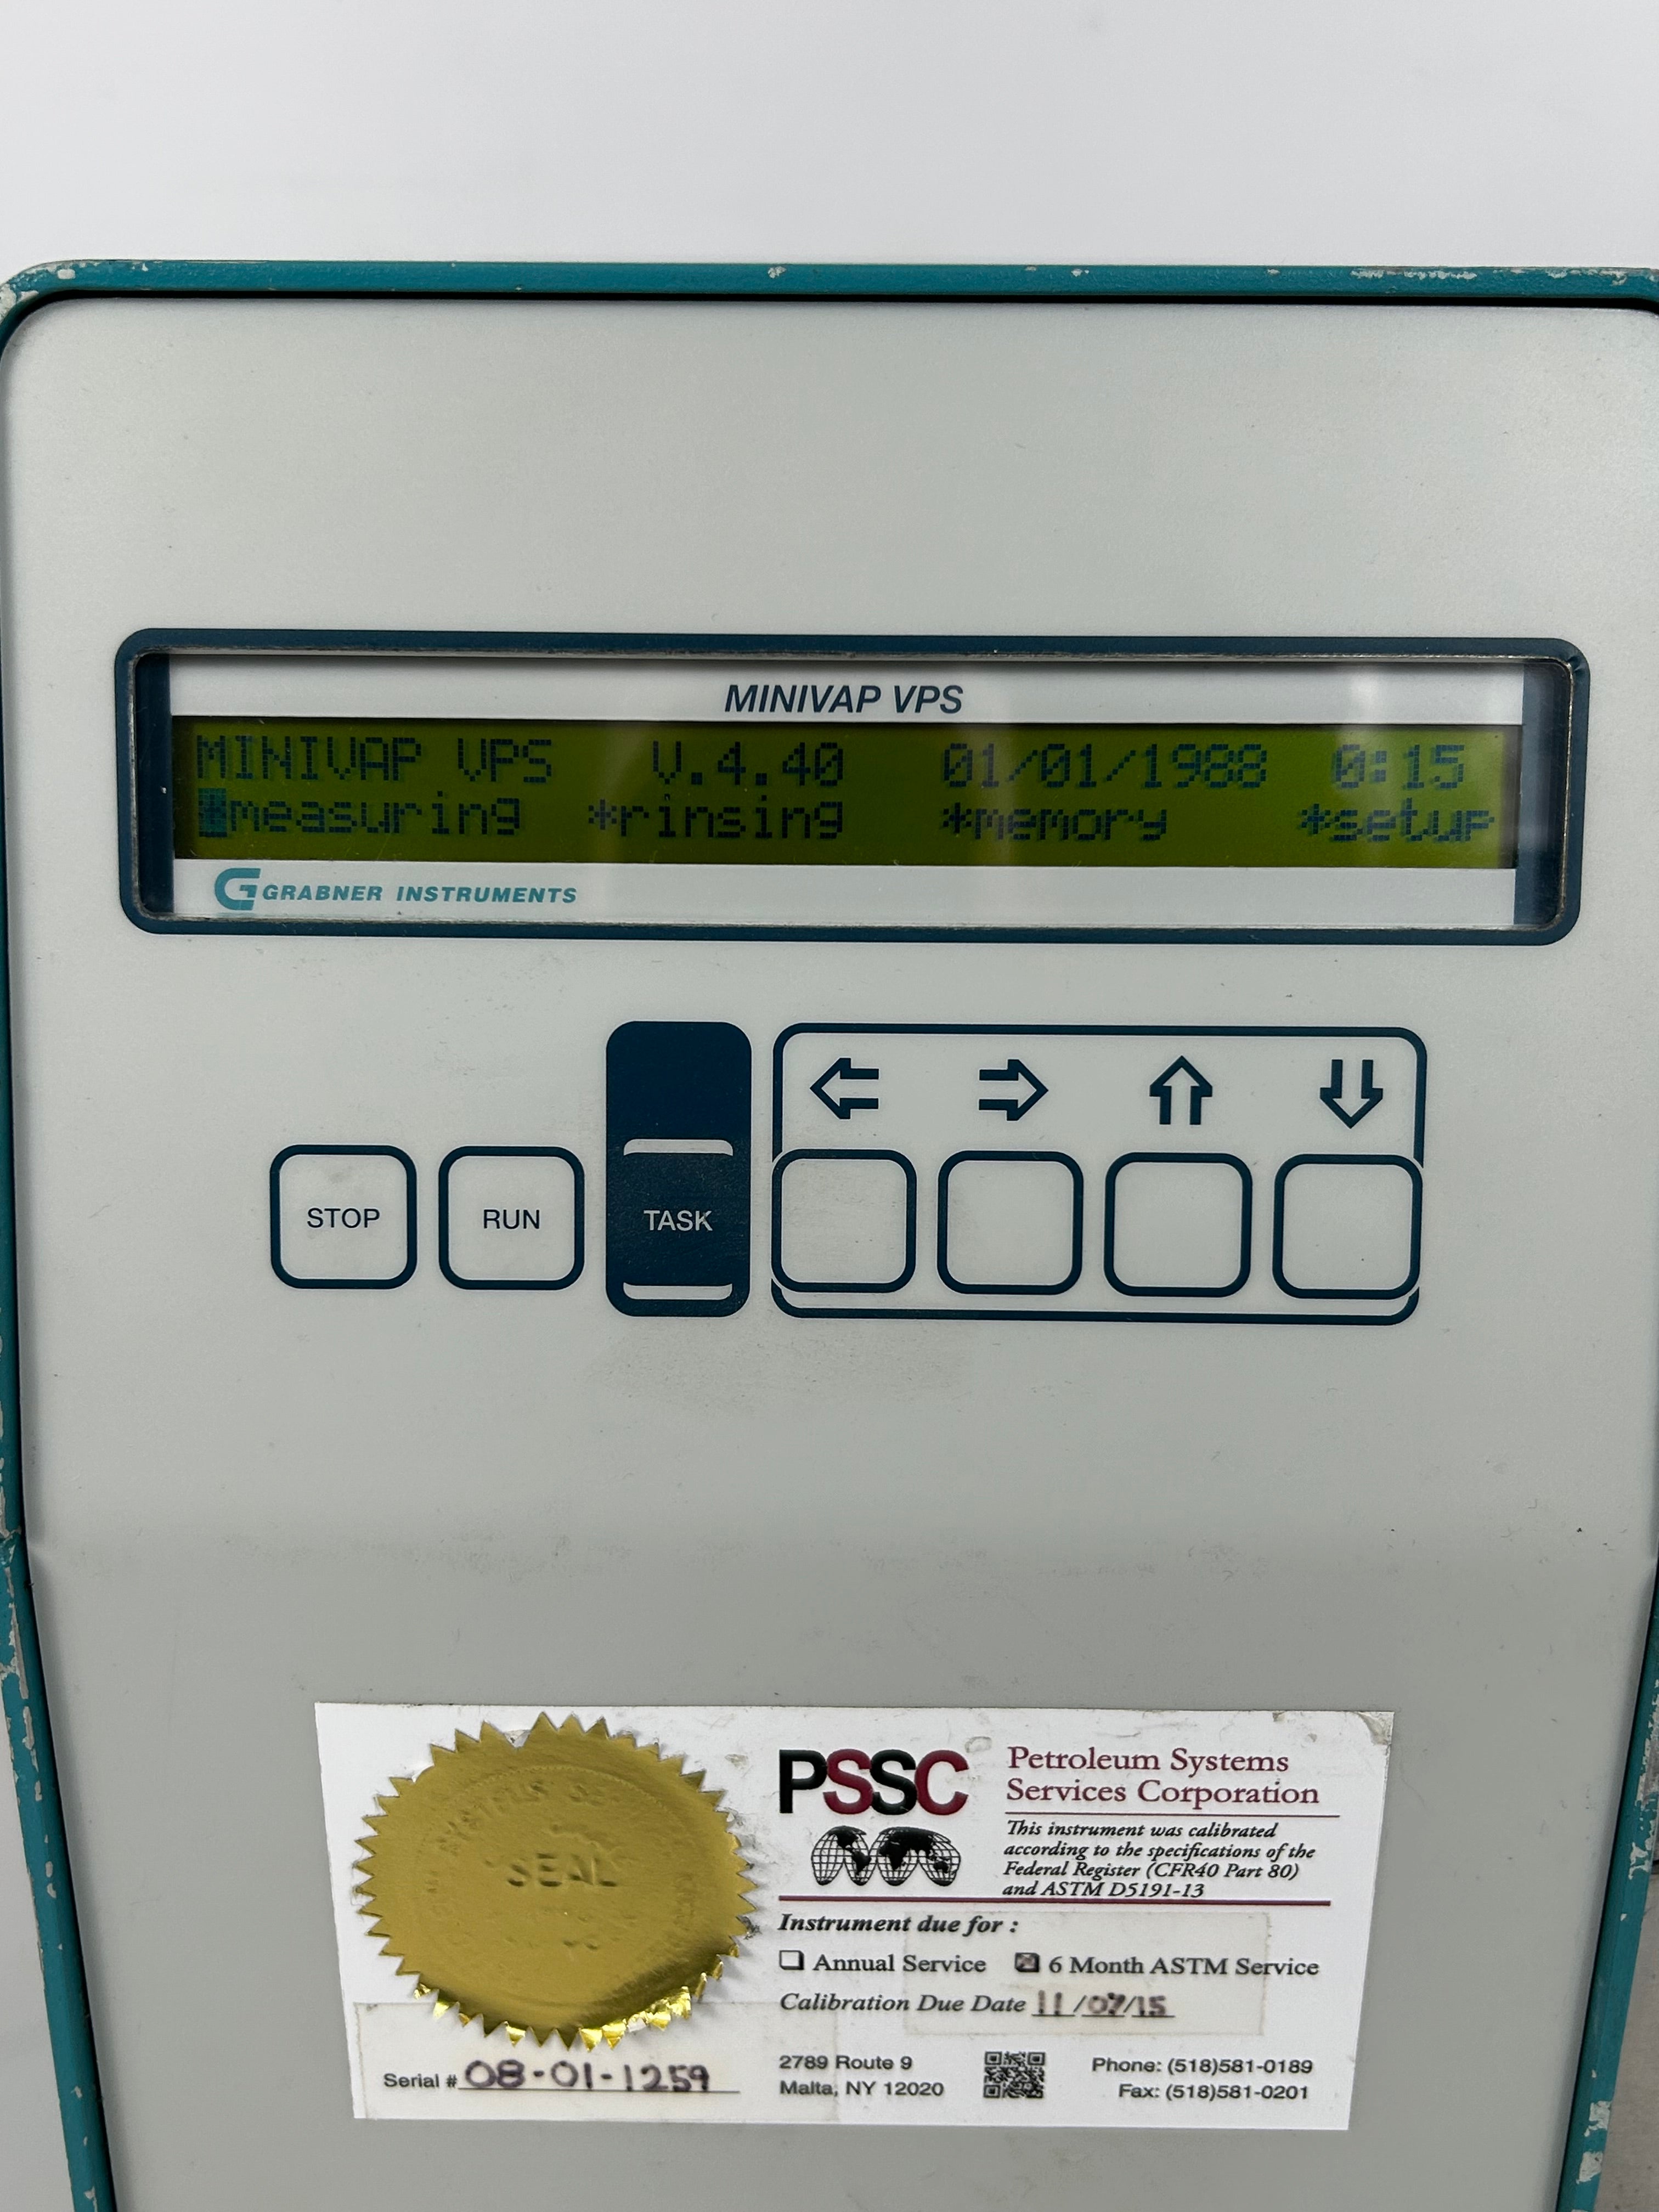 MINIVAP VPS
MINIVAP VPS V.4.40 01/01/1988 0:15
measuring *rinsing *memory *setup
GRABNER INSTRUMENTS
STOP RUN TASK
PSSC
Petroleum Systems
Services Corporation
This instrument was calibrated
according to the specifications of the
Federal Register (CFR40 Part 80)
and ASTM D5191-13
SEAL
Instrument due for :
Annual Service 6 Month ASTM Service
Calibration Due Date 11/07/15
Serial # 08-01-1259
2789 Route 9
Malta, NY 12020
Phone: (518)581-0189
Fax: (518)581-0201